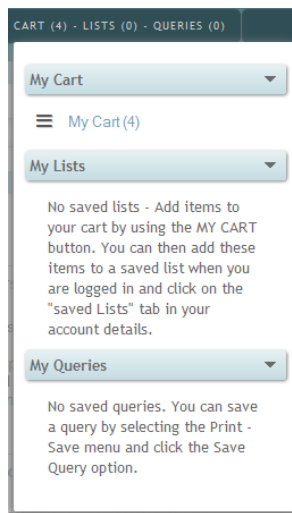 CART (4) - LISTS (0) - QUERIES (0)
My Cart
My Cart (4)
My Lists
No saved lists - Add items to
your cart by using the MY CART
button. You can then add these
items to a saved list when you
are logged in and click on the
"saved Lists" tab in your
account details.
My Queries
No saved queries. You can save
a query by selecting the Print -
Save menu and click the Save
Query option.